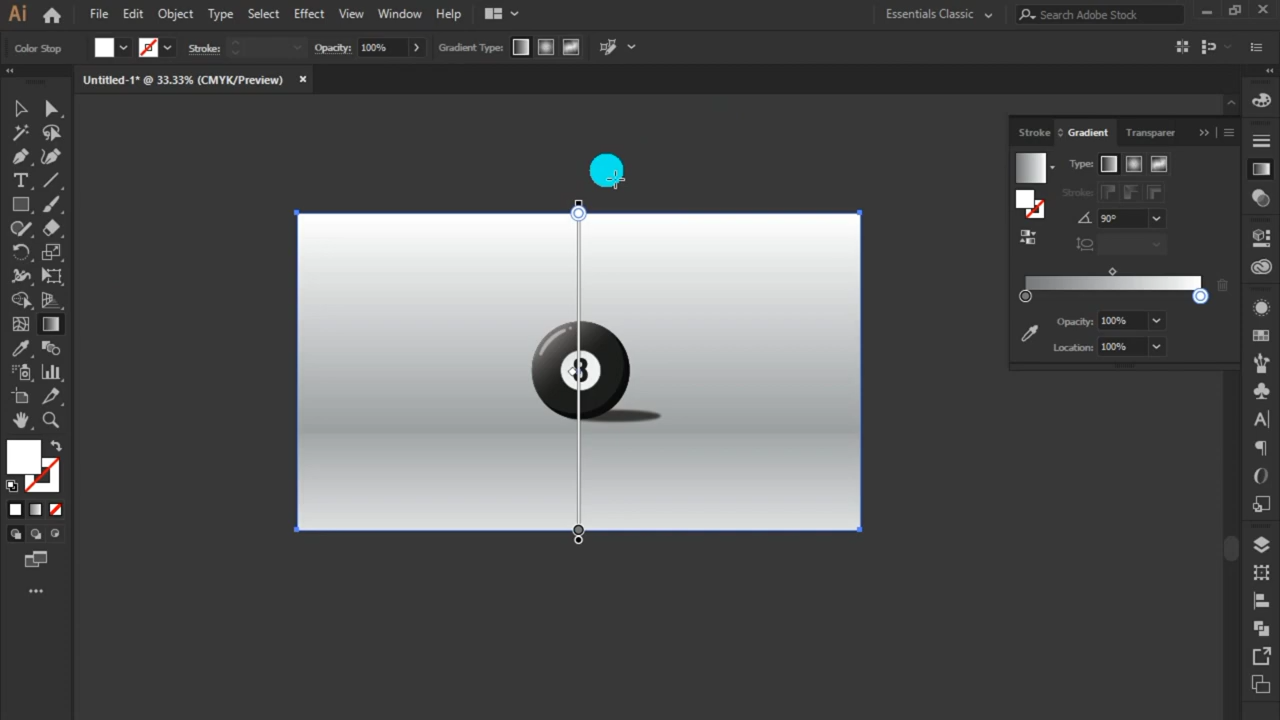 Ai File Edit Object Type Select Effect View Window Help Essentials Classic Search Adobe Stock
Color Stop Stroke: Opacity: 100% Gradient Type:
Untitled-1* @ 33.33% (CMYK/Preview)
Stroke Gradient Transparer
Type:
Stroke:
90°
8
Opacity: 100%
Location: 100%